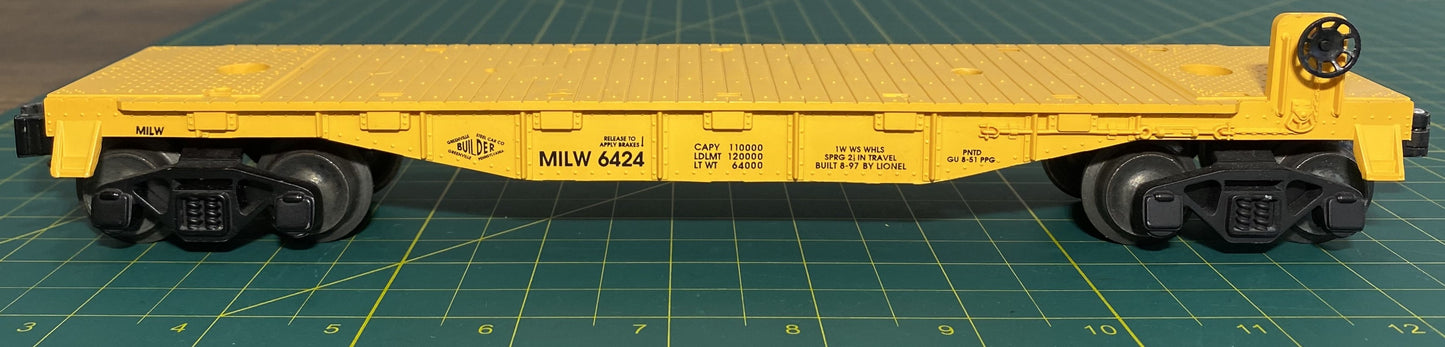 MILW
GREENVILLE STEEL CAR CO
BUILDER
GREENVILLE PENNSYLVANIA
RELEASE TO
APPLY BRAKES
MILW 6424
CAPY 110000
LDLMT 120000
LT WT 64000
1W WS WHLS
SPRG 2½ IN TRAVEL
BUILT 8-97 BY LIONEL
PNTD
GU 8-51 PPG
3 4 5 6 7 8 9 10 11 12